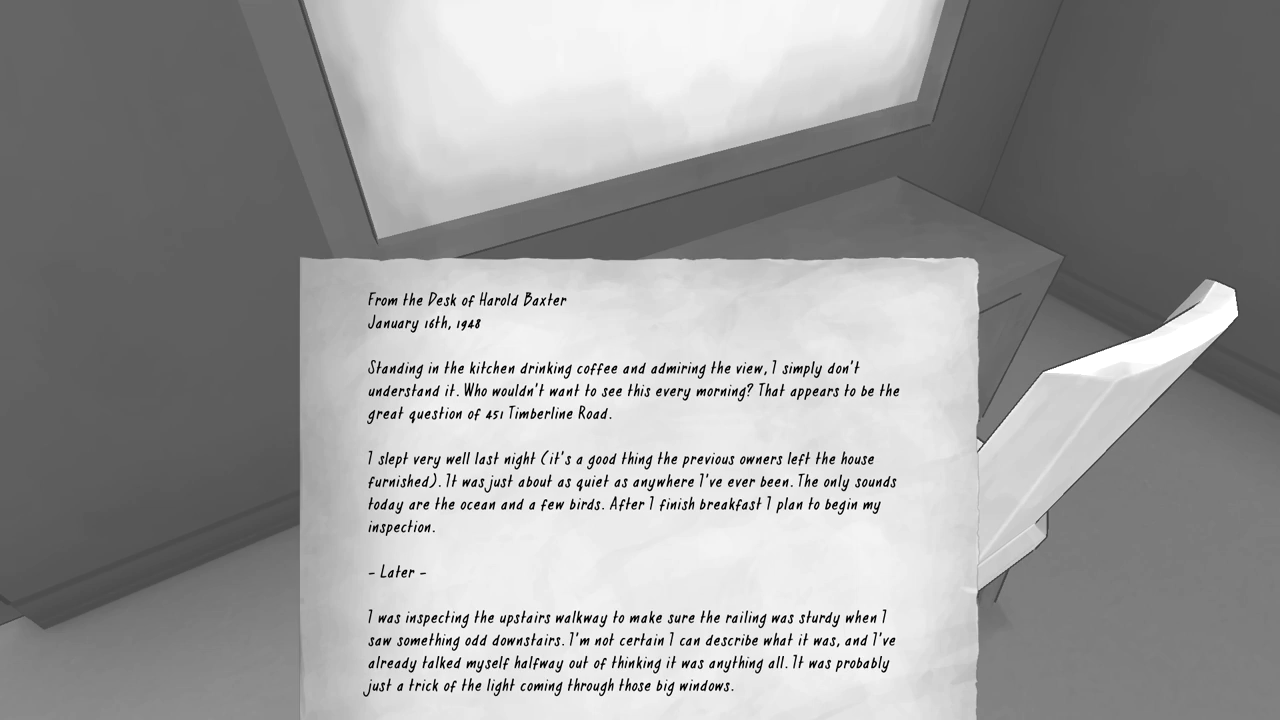 From the Desk of Harold Baxter
January 16th, 1948
Standing in the kitchen drinking coffee and admiring the view, I simply don't
understand it. Who wouldn't want to see this every morning? That appears to be the
great question of 451 Timberline Road.
I slept very well last night (it's a good thing the previous owners left the house
furnished). It was just about as quiet as anywhere I've ever been. The only sounds
today are the ocean and a few birds. After I finish breakfast I plan to begin my
inspection.
- Later -
I was inspecting the upstairs walkway to make sure the railing was sturdy when I
saw something odd downstairs. I'm not certain I can describe what it was, and I've
already talked myself halfway out of thinking it was anything all. It was probably
just a trick of the light coming through those big windows.